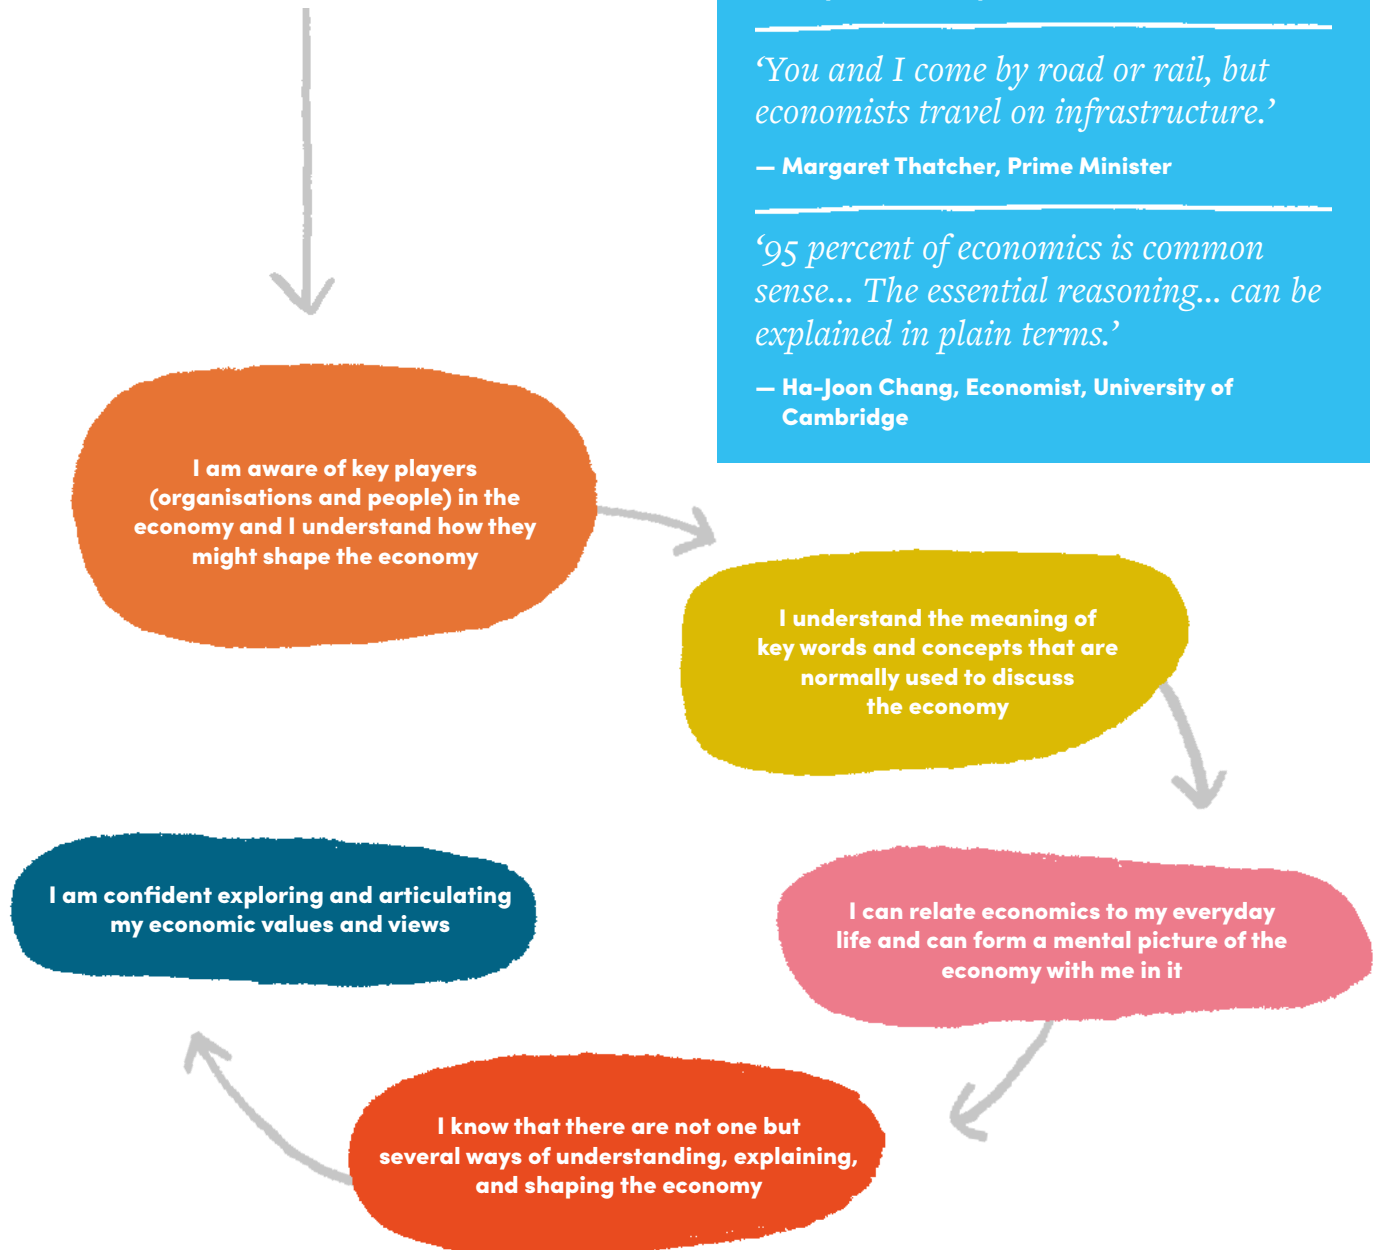 ‘You and I come by road or rail, but
economists travel on infrastructure.’
— Margaret Thatcher, Prime Minister
‘95 percent of economics is common
sense... The essential reasoning... can be
explained in plain terms.’
— Ha-Joon Chang, Economist, University of
Cambridge
I am aware of key players
(organisations and people) in the
economy and I understand how they
might shape the economy
I understand the meaning of
key words and concepts that are
normally used to discuss
the economy
I can relate economics to my everyday
life and can form a mental picture of the
economy with me in it
I know that there are not one but
several ways of understanding, explaining,
and shaping the economy
I am confident exploring and articulating
my economic values and views